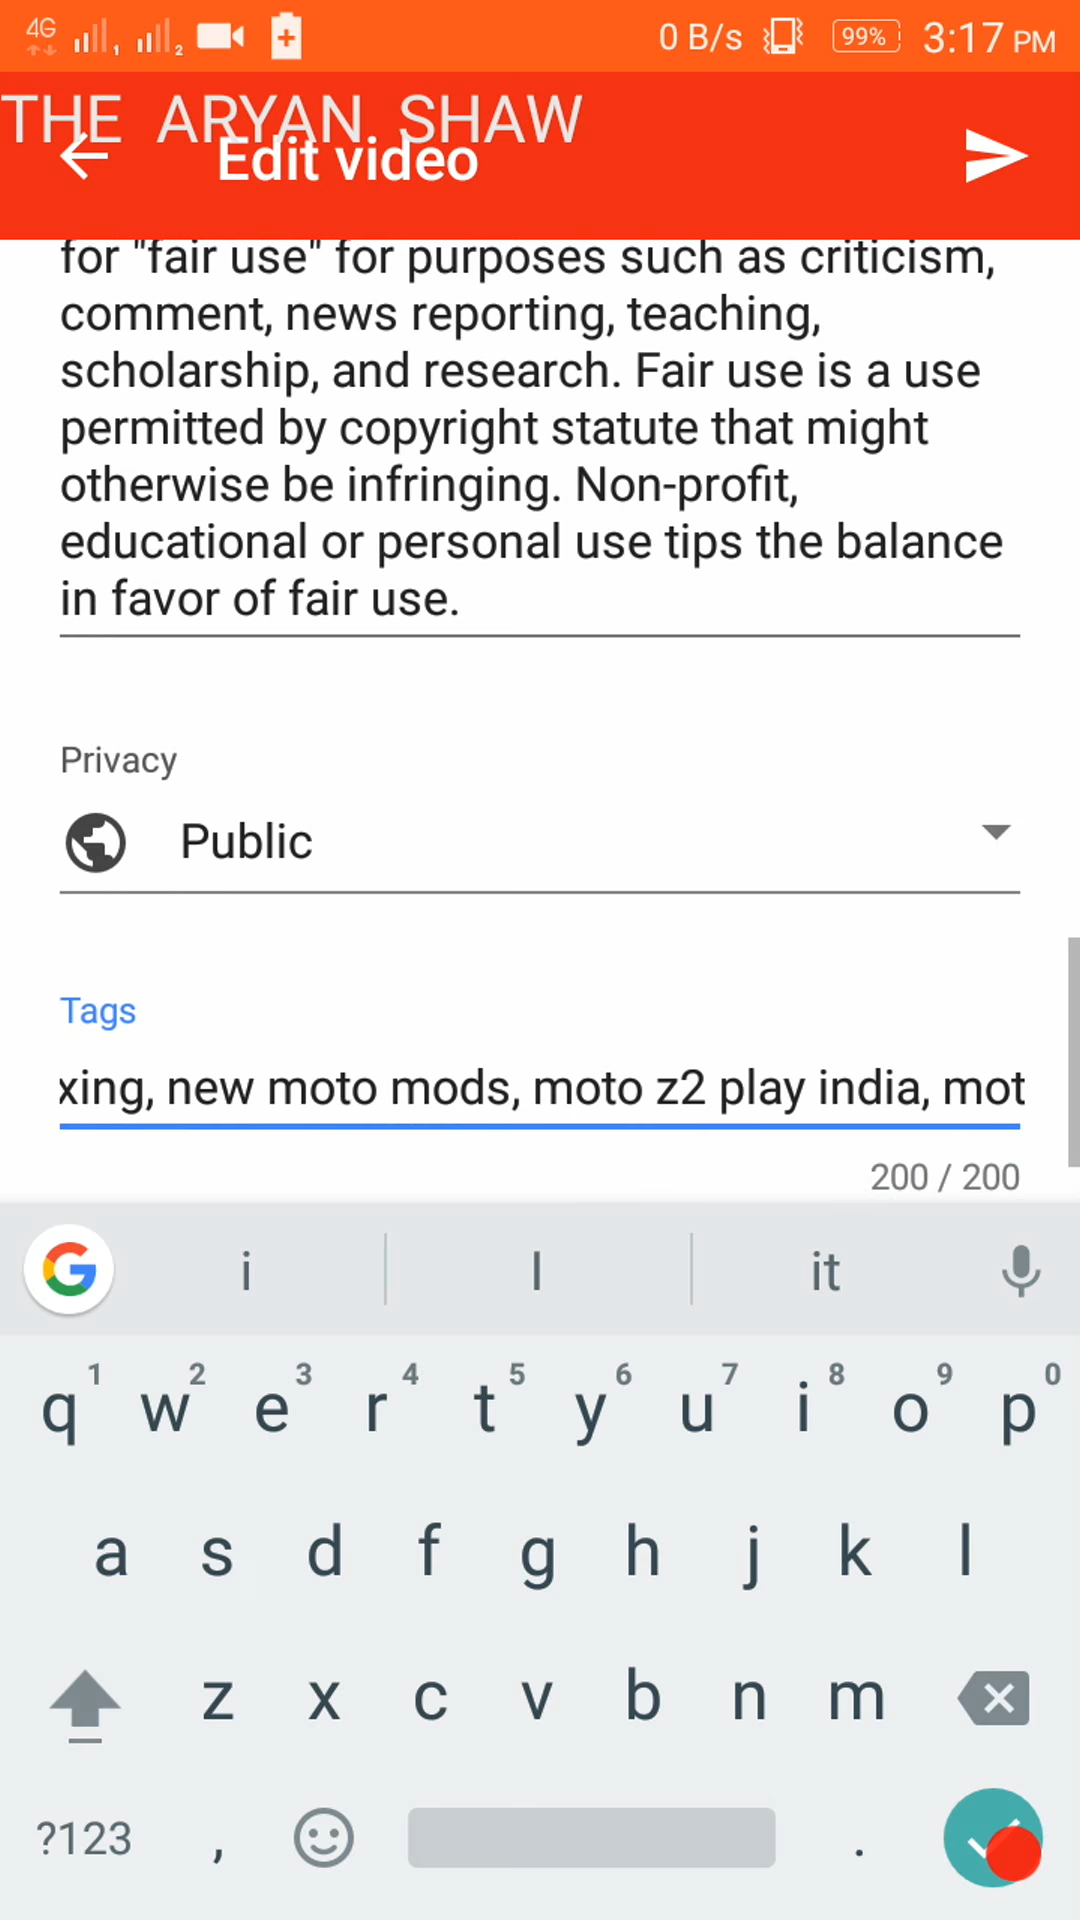 4G 1 2 0 B/s 99% 3:17 PM
THE ARYAN. SHAW
Edit video
for "fair use" for purposes such as criticism,
comment, news reporting, teaching,
scholarship, and research. Fair use is a use
permitted by copyright statute that might
otherwise be infringing. Non-profit,
educational or personal use tips the balance
in favor of fair use.
Privacy
Public
Tags
xing, new moto mods, moto z2 play india, mot
200 / 200
G i I it
1 2 3 4 5 6 7 8 9 0
q w e r t y u i o p
a s d f g h j k l
z x c v b n m
?123 , .